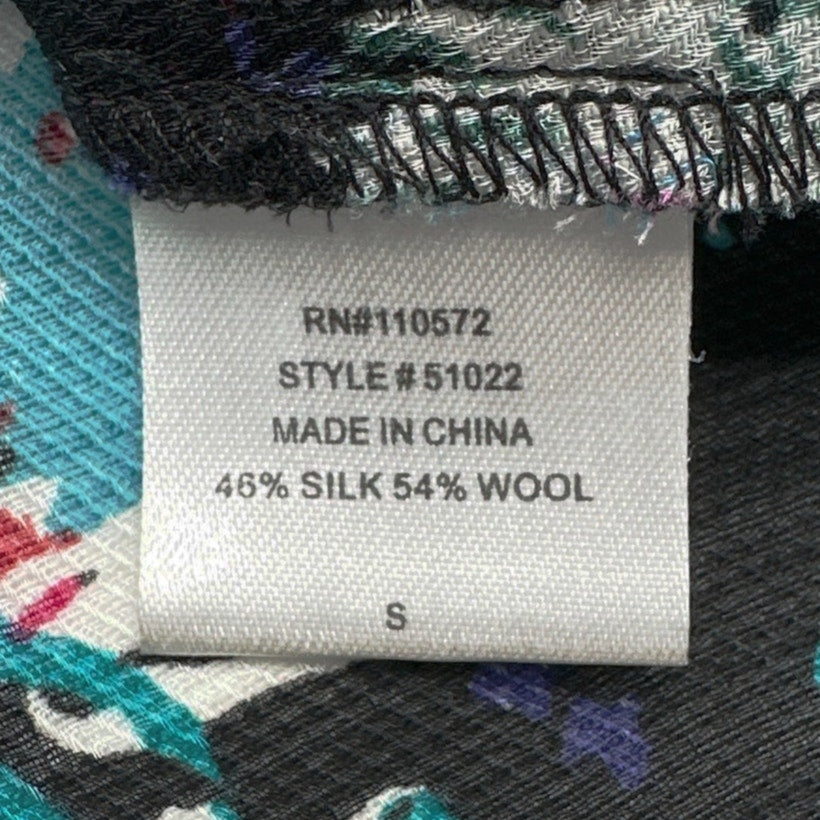 RN#110572
STYLE # 51022
MADE IN CHINA
46% SILK 54% WOOL
S